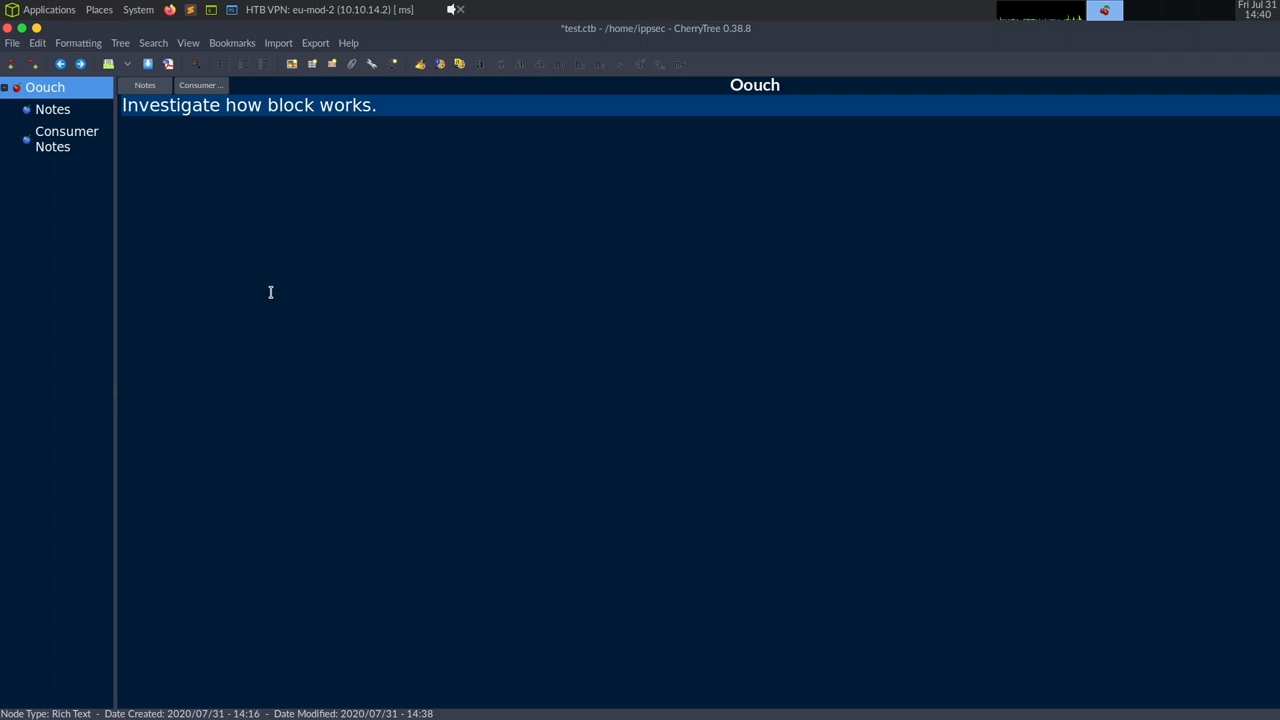 Applications Places System HTB VPN: eu-mod-2 (10.10.14.2) [ ms] Fri Jul 31
14:40
*test.ctb - /home/ippsec - CherryTree 0.38.8
File Edit Formatting Tree Search View Bookmarks Import Export Help
Oouch
Notes
Consumer
Notes
Notes Consumer ...
Oouch
Investigate how block works.
Node Type: Rich Text - Date Created: 2020/07/31 - 14:16 - Date Modified: 2020/07/31 - 14:38